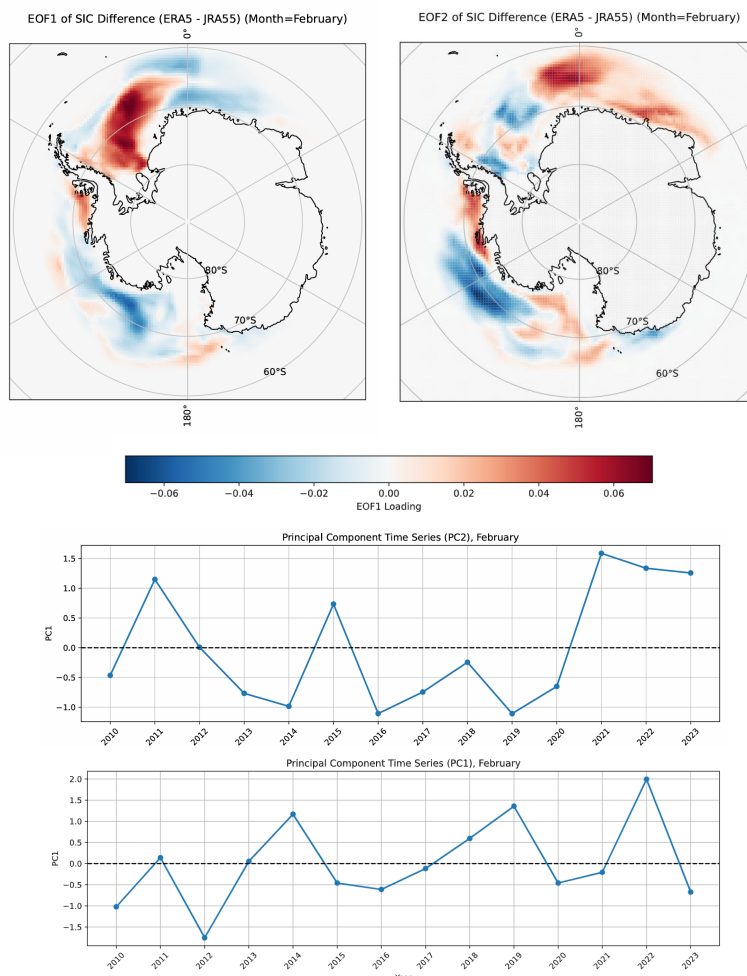 EOF1 of SIC Difference (ERA5 - JRA55) (Month=February)
EOF2 of SIC Difference (ERA5 - JRA55) (Month=February)
0°
0°
80°S
70°S
60°S
180°
80°S
70°S
60°S
180°
−0.06 −0.04 −0.02 0.00 0.02 0.04 0.06
EOF1 Loading
Principal Component Time Series (PC2), February
PC1
1.5
1.0
0.5
0.0
−0.5
−1.0
2010 2011 2012 2013 2014 2015 2016 2017 2018 2019 2020 2021 2022 2023
Principal Component Time Series (PC1), February
PC1
2.0
1.5
1.0
0.5
0.0
−0.5
−1.0
−1.5
2010 2011 2012 2013 2014 2015 2016 2017 2018 2019 2020 2021 2022 2023